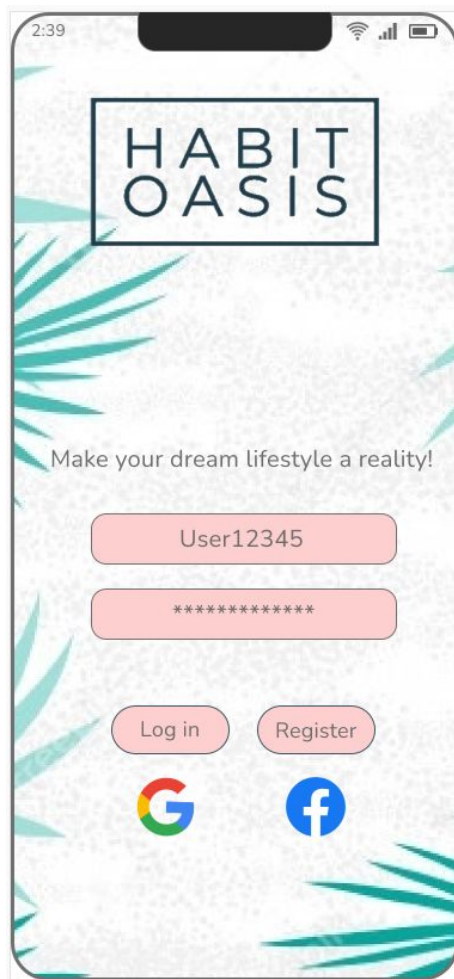 2:39
HABIT
OASIS
Make your dream lifestyle a reality!
User12345
*************
Log in
Register